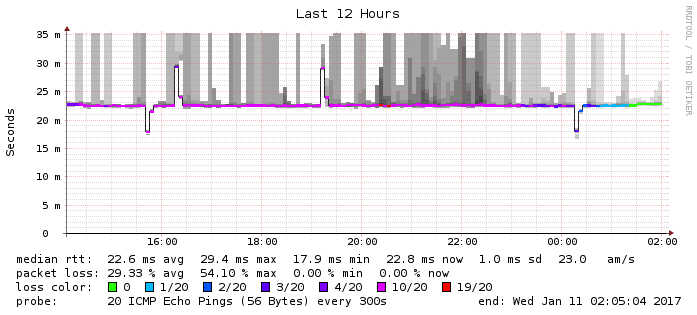 Last 12 Hours
RRDTOOL / TOBI OETIKER
Seconds
35 m
30 m
25 m
20 m
15 m
10 m
5 m
0
16:00 18:00 20:00 22:00 00:00 02:00
median rtt: 22.6 ms avg 29.4 ms max 17.9 ms min 22.8 ms now 1.0 ms sd 23.0 am/s
packet loss: 29.33 % avg 54.10 % max 0.00 % min 0.00 % now
loss color: 0 1/20 2/20 3/20 4/20 10/20 19/20
probe: 20 ICMP Echo Pings (56 Bytes) every 300s end: Wed Jan 11 02:05:04 2017